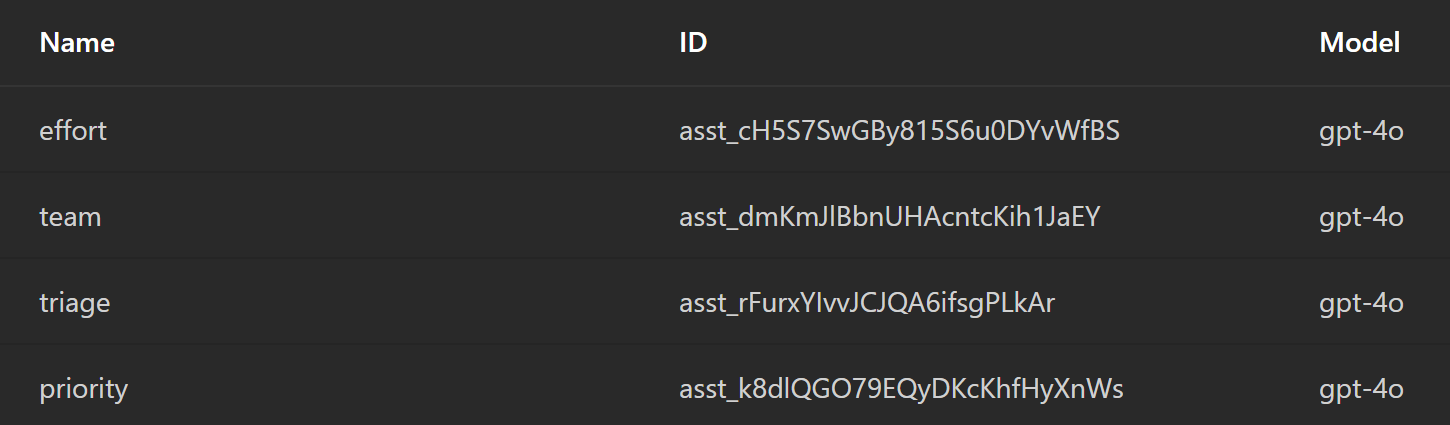 Name ID Model
effort asst_cH5S7SwGBy815S6u0DYvWfBS gpt-4o
team asst_dmKmJlBbnUHAcntcKih1JaEY gpt-4o
triage asst_rFurxYIvvJCJQA6ifsgPLkAr gpt-4o
priority asst_k8dlQGO79EQyDKcKhfHyXnWs gpt-4o